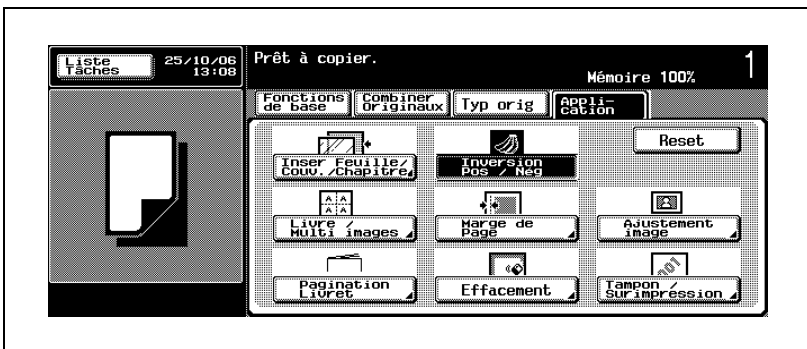 Liste
Tâches
25/10/06
13:08
Prêt à copier.
Mémoire 100%
1
Fonctions
de base
Combiner
Originaux
Typ orig
Appli-
cation
Inser Feuille/
Couv./Chapitre
Inversion
Pos / Nég
Reset
A A
A A
Livre /
Multi images
Marge de
Page
Ajustement
image
Pagination
Livret
Effacement
001
Tampon /
Surimpression